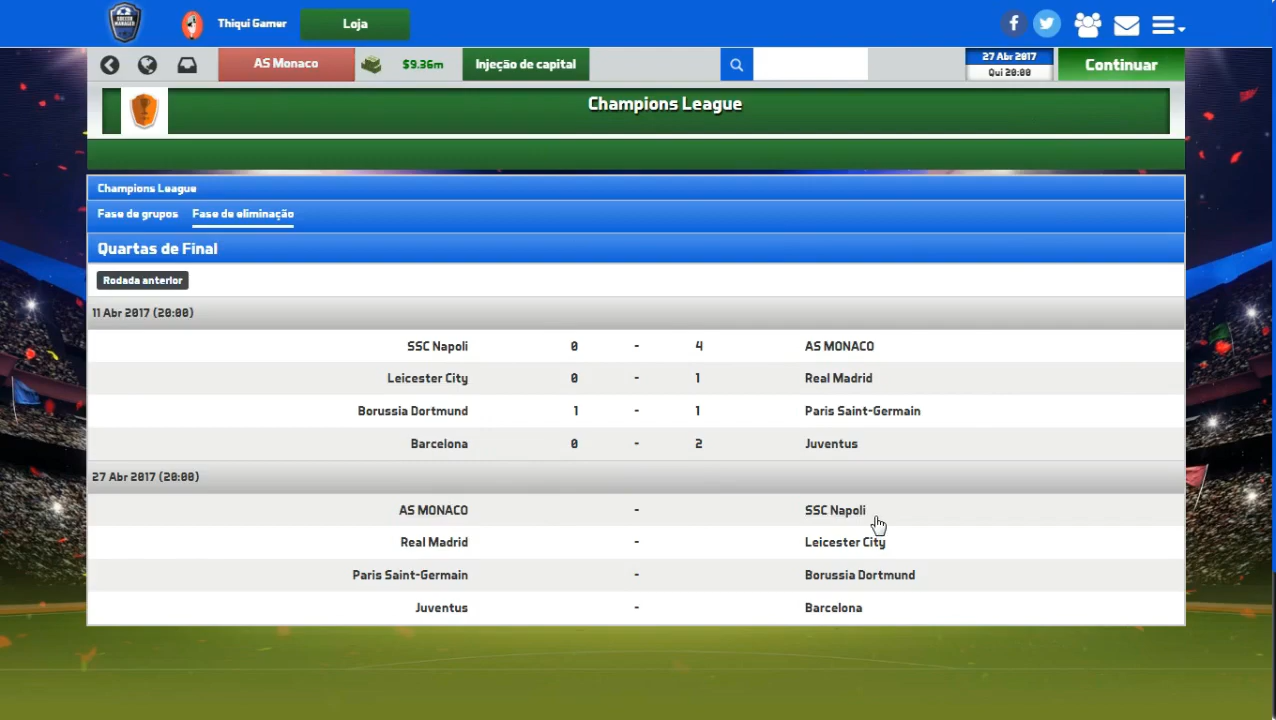 SOCCER MANAGER
Thiqui Gamer
Loja
AS Monaco
$9.36m
Injeção de capital
27 Abr 2017
Qui 20:00
Continuar
Champions League
Champions League
Fase de grupos Fase de eliminação
Quartas de Final
Rodada anterior
11 Abr 2017 (20:00)
SSC Napoli 0 - 4 AS MONACO
Leicester City 0 - 1 Real Madrid
Borussia Dortmund 1 - 1 Paris Saint-Germain
Barcelona 0 - 2 Juventus
27 Abr 2017 (20:00)
AS MONACO - SSC Napoli
Real Madrid - Leicester City
Paris Saint-Germain - Borussia Dortmund
Juventus - Barcelona